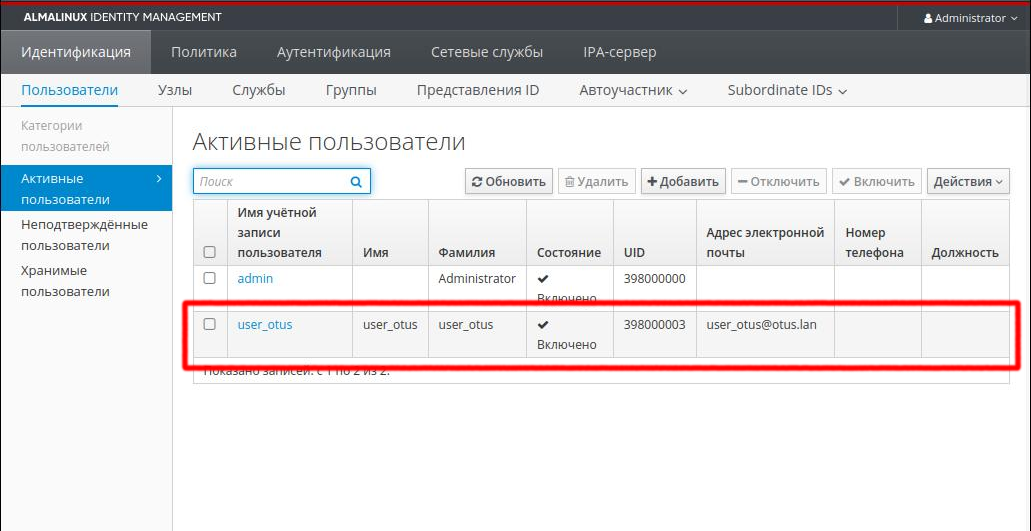 ALMALINUX IDENTITY MANAGEMENT
Administrator
Идентификация Политика Аутентификация Сетевые службы IPA-сервер
Пользователи Узлы Службы Группы Представления ID Автоучастник Subordinate IDs
Категории
пользователей
Активные
пользователи
Неподтверждённые
пользователи
Хранимые
пользователи
Активные пользователи
Поиск
Обновить Удалить Добавить Отключить Включить Действия
Имя учётной
записи
пользователя
Имя
Фамилия
Состояние
UID
Адрес электронной
почты
Номер
телефона
Должность
admin Administrator 398000000
Включено
user_otus user_otus user_otus 398000003 user_otus@otus.lan
Включено
Показано записей: с 1 по 2 из 2.